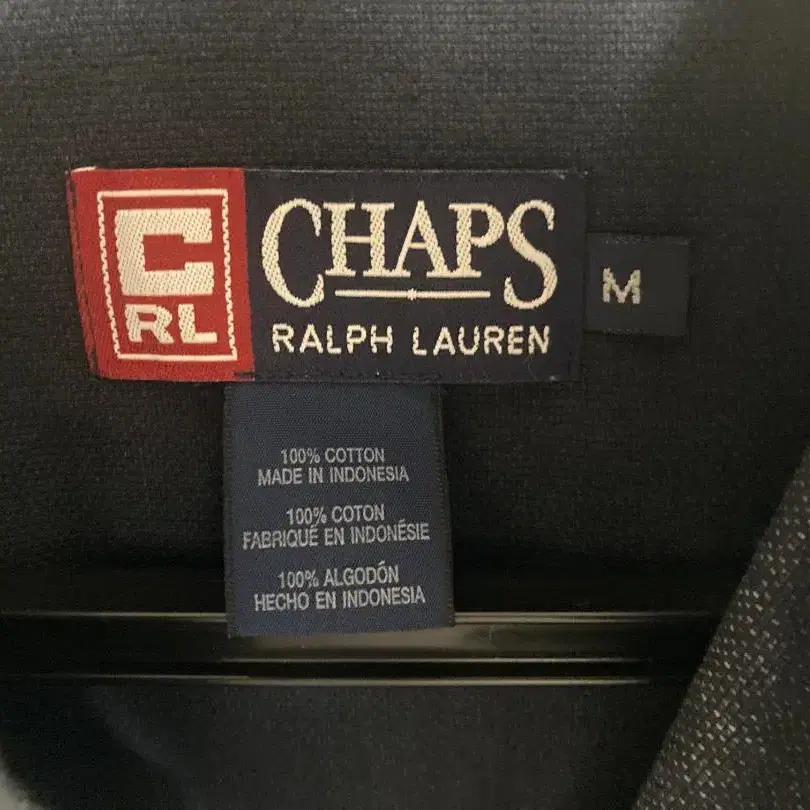 C
RL
CHAPS
RALPH LAUREN
M
100% COTTON
MADE IN INDONESIA
100% COTON
FABRIQUÉ EN INDONÉSIE
100% ALGODÓN
HECHO EN INDONESIA